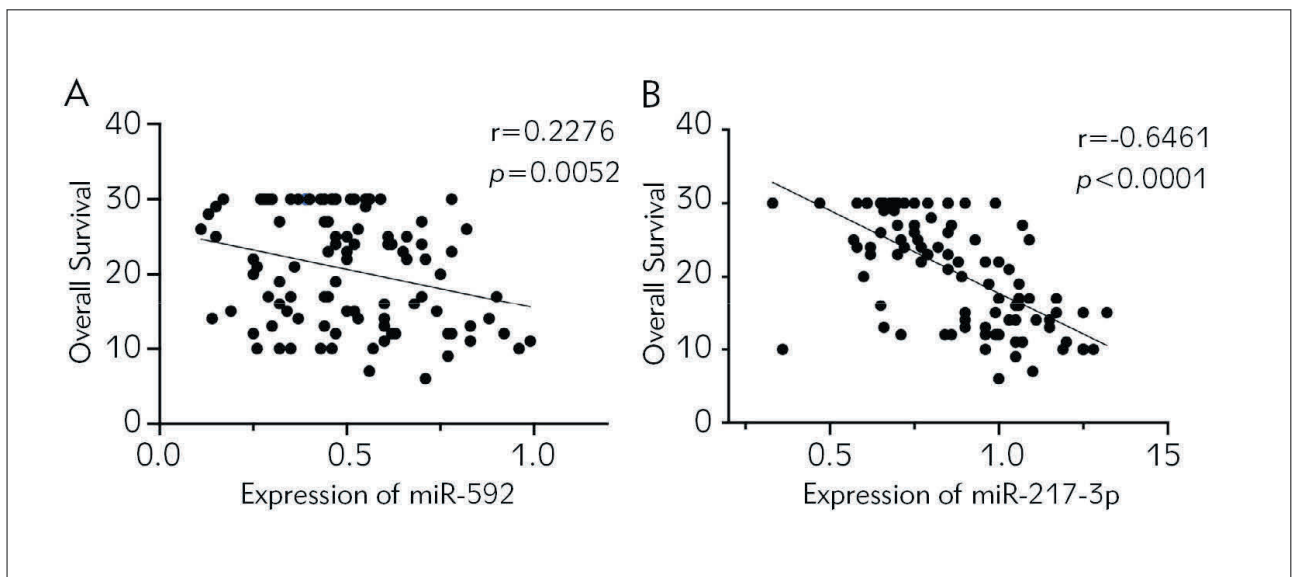 A
r=0.2276
p=0.0052
40
30
20
10
0
Overall Survival
0.0 0.5 1.0
Expression of miR-592
B
r=-0.6461
p<0.0001
40
30
20
10
0
Overall Survival
0.5 1.0 15
Expression of miR-217-3p